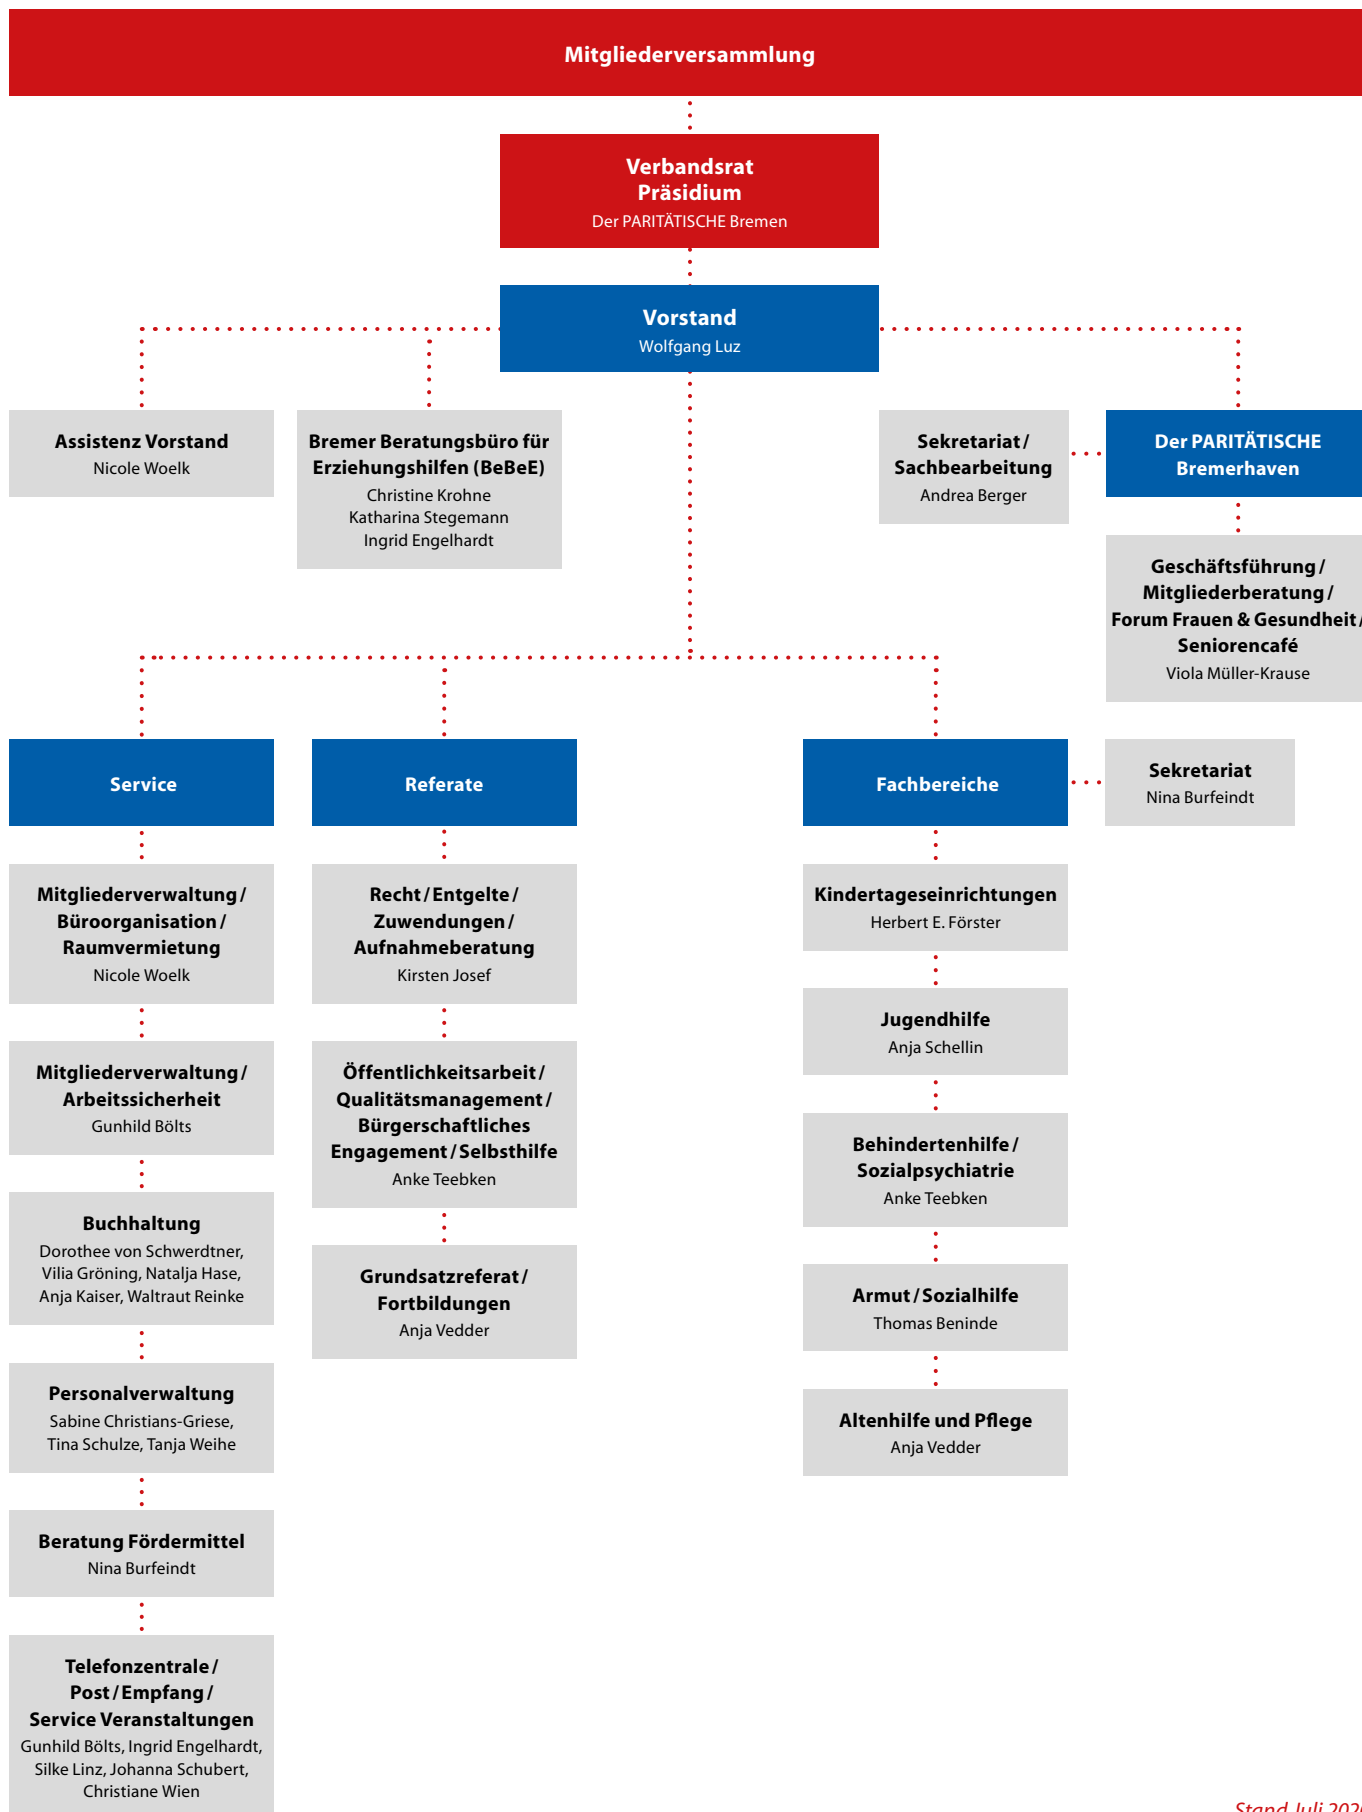 Mitgliederversammlung
Verbandsrat
Präsidium
Der PARITÄTISCHE Bremen
Vorstand
Wolfgang Luz
Assistenz Vorstand
Nicole Woelk
Bremer Beratungsbüro für
Erziehungshilfen (BeBeE)
Christine Krohne
Katharina Stegemann
Ingrid Engelhardt
Sekretariat /
Sachbearbeitung
Andrea Berger
Der PARITÄTISCHE
Bremerhaven
Geschäftsführung /
Mitgliederberatung /
Forum Frauen & Gesundheit /
Seniorencafé
Viola Müller-Krause
Service
Mitgliederverwaltung /
Büroorganisation /
Raumvermietung
Nicole Woelk
Mitgliederverwaltung /
Arbeitssicherheit
Gunhild Bölts
Buchhaltung
Dorothee von Schwerdtner,
Vilia Gröning, Natalja Hase,
Anja Kaiser, Waltraut Reinke
Personalverwaltung
Sabine Christians-Griese,
Tina Schulze, Tanja Weihe
Beratung Fördermittel
Nina Burfeindt
Telefonzentrale /
Post / Empfang /
Service Veranstaltungen
Gunhild Bölts, Ingrid Engelhardt,
Silke Linz, Johanna Schubert,
Christiane Wien
Referate
Recht / Entgelte /
Zuwendungen /
Aufnahmeberatung
Kirsten Josef
Öffentlichkeitsarbeit /
Qualitätsmanagement /
Bürgerschaftliches
Engagement / Selbsthilfe
Anke Teebken
Grundsatzreferat /
Fortbildungen
Anja Vedder
Fachbereiche
Sekretariat
Nina Burfeindt
Kindertageseinrichtungen
Herbert E. Förster
Jugendhilfe
Anja Schellin
Behindertenhilfe /
Sozialpsychiatrie
Anke Teebken
Armut / Sozialhilfe
Thomas Beninde
Altenhilfe und Pflege
Anja Vedder
Stand Juli